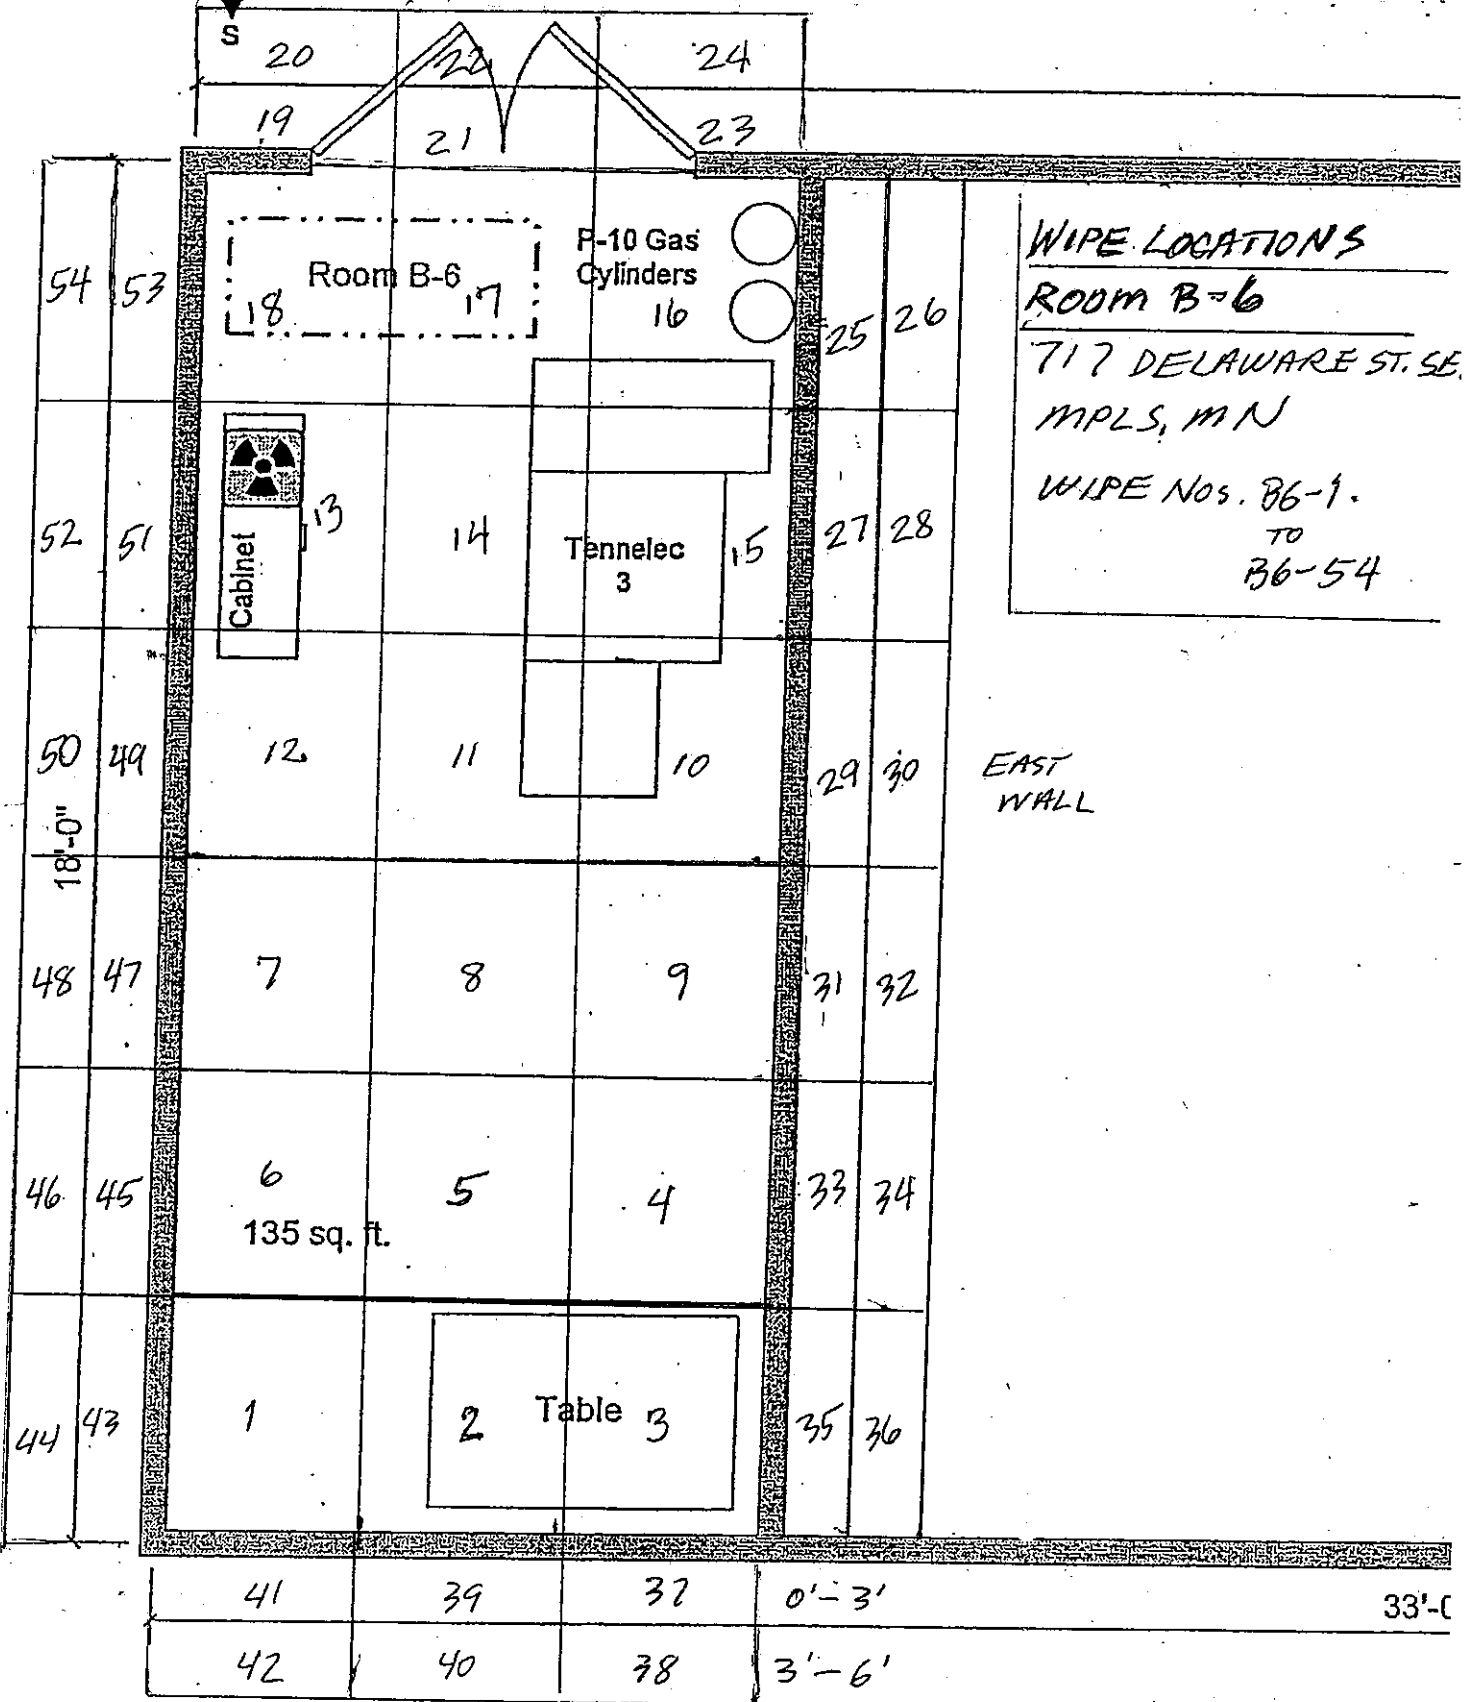 S
20 22 24
19 21 23
54 53 Room B-6 P-10 Gas
Cylinders
18 17 16 25 26
WIPE LOCATIONS
ROOM B-6
717 DELAWARE ST. SE.
MPLS, MN
WIPE NOS. B6-1.
TO
B6-54
52 51 Cabinet 13 14 Tennelec
3
15 27 28
50 49 12 11 10 29 30
EAST
WALL
18'-0"
48 47 7 8 9 31 32
46 45 6 5 4 33 34
135 sq. ft.
44 43 1 2 Table 3 35 36
41 39 37 0'-3'
33'-0
42 40 38 3'-6'